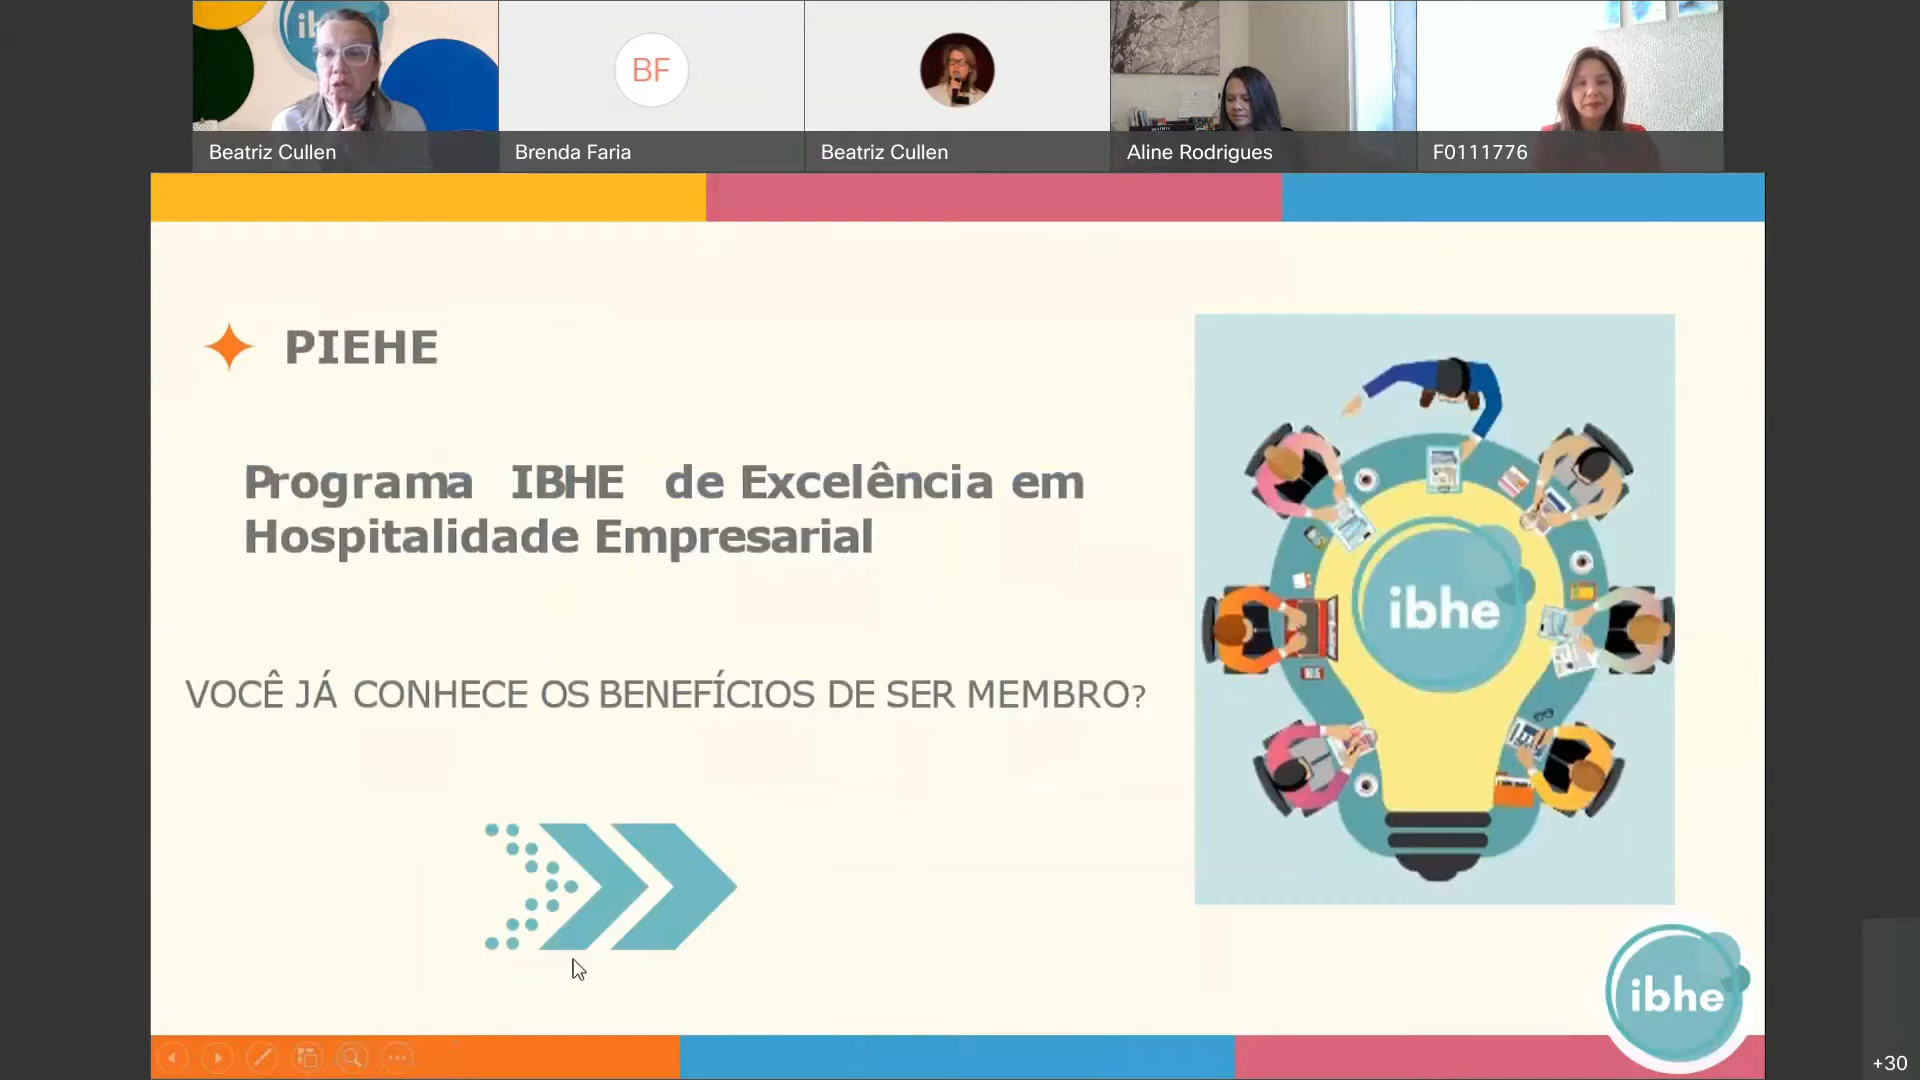 ib
BF
Beatriz Cullen
Brenda Faria
Beatriz Cullen
Aline Rodrigues
F0111776
PIEHE
Programa IBHE de Excelência em
Hospitalidade Empresarial
VOCÊ JÁ CONHECE OS BENEFÍCIOS DE SER MEMBRO?
ibhe
ibhe
+30